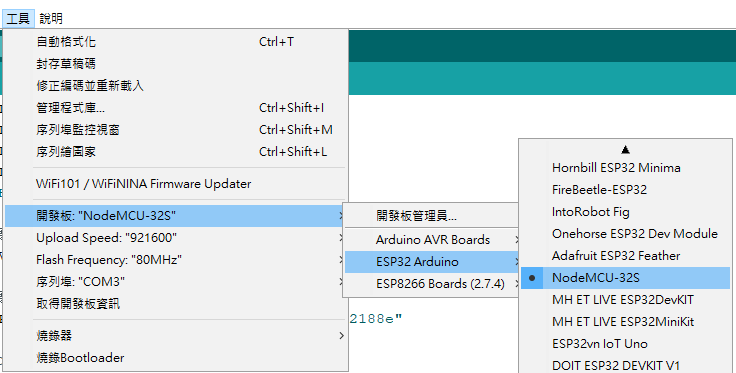 工具 說明
自動格式化 Ctrl+T
封存草稿碼
修正編碼並重新載入
管理程式庫... Ctrl+Shift+I
序列埠監控視窗 Ctrl+Shift+M
序列繪圖家 Ctrl+Shift+L
WiFi101 / WiFiNINA Firmware Updater
開發板: "NodeMCU-32S"
Upload Speed: "921600"
Flash Frequency: "80MHz"
序列埠: "COM3"
取得開發板資訊
燒錄器
燒錄Bootloader
開發板管理員...
Arduino AVR Boards
ESP32 Arduino
ESP8266 Boards (2.7.4)
2188e"
Hornbill ESP32 Minima
FireBeetle-ESP32
IntoRobot Fig
Onehorse ESP32 Dev Module
Adafruit ESP32 Feather
NodeMCU-32S
MH ET LIVE ESP32DevKIT
MH ET LIVE ESP32MiniKit
ESP32vn IoT Uno
DOIT ESP32 DEVKIT V1